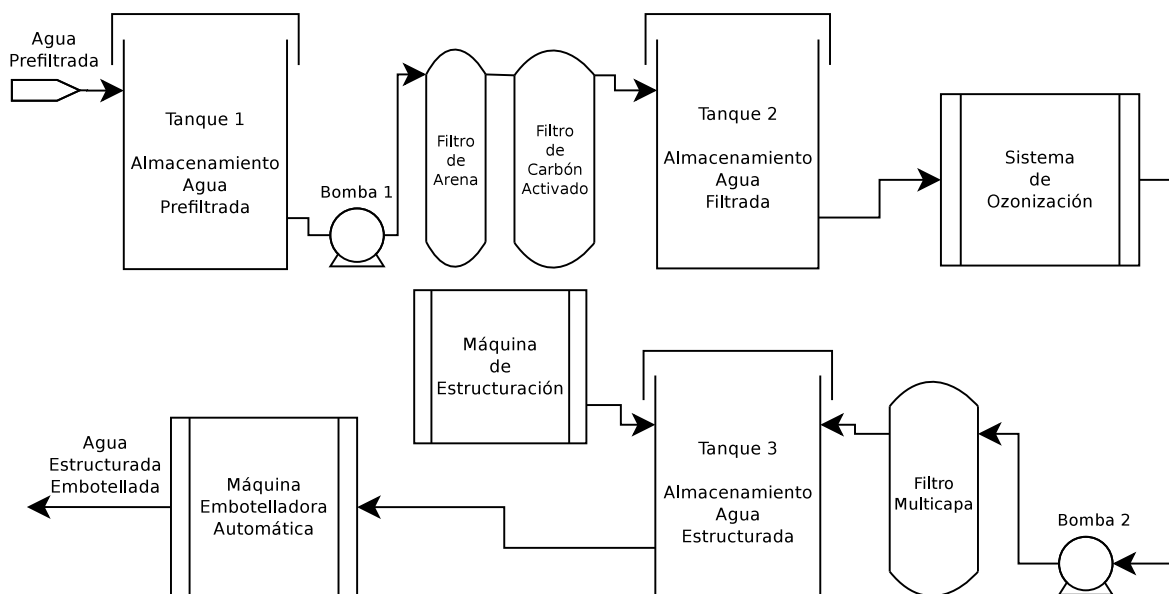 Agua
Prefiltrada
Tanque 1
Almacenamiento
Agua
Prefiltrada
Bomba 1
Filtro
de
Arena
Filtro
de
Carbón
Activado
Tanque 2
Almacenamiento
Agua
Filtrada
Sistema
de
Ozonización
Máquina
de
Estructuración
Agua
Estructurada
Embotellada
Máquina
Embotelladora
Automática
Tanque 3
Almacenamiento
Agua
Estructurada
Filtro
Multicapa
Bomba 2